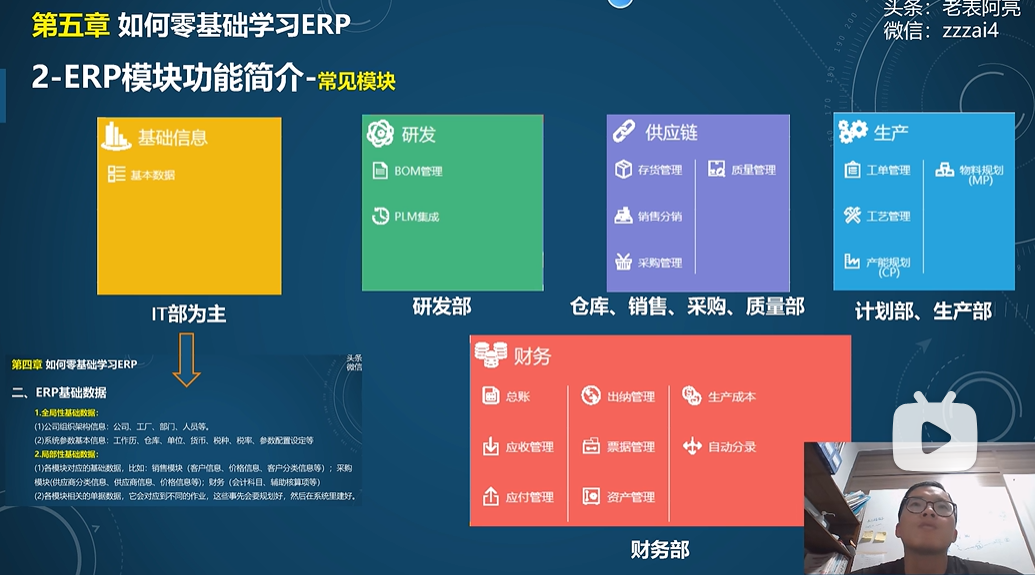 头条：老表阿亮
微信：zzzai4
第五章 如何零基础学习ERP
2-ERP模块功能简介-常见模块
基础信息
基本数据
IT部为主
研发
BOM管理
PLM集成
研发部
供应链
存货管理
质量管理
销售分销
采购管理
仓库、销售、采购、质量部
生产
工单管理
物料规划
(MP)
工艺管理
产能规划
(CP)
计划部、生产部
第四章 如何零基础学习ERP
头条
微信
二、ERP基础数据
1.全局性基础数据：
(1)公司组织架构信息：公司、工厂、部门、人员等。
(2)系统参数基本信息：工作历、仓库、单位、货币、税种、税率、参数配置设定等
2.局部性基础数据：
(1)各模块对应的基础数据，比如：销售模块（客户信息、价格信息、客户分类信息等）；采购
模块(供应商分类信息、供应商信息、价格信息等)；财务（会计科目、辅助核算项等）
(2)各模块相关的单据数据，它会对应到不同的作业，这些事先会要规划好，然后在系统里建好。
财务
总账
出纳管理
生产成本
应收管理
票据管理
自动分录
应付管理
资产管理
财务部